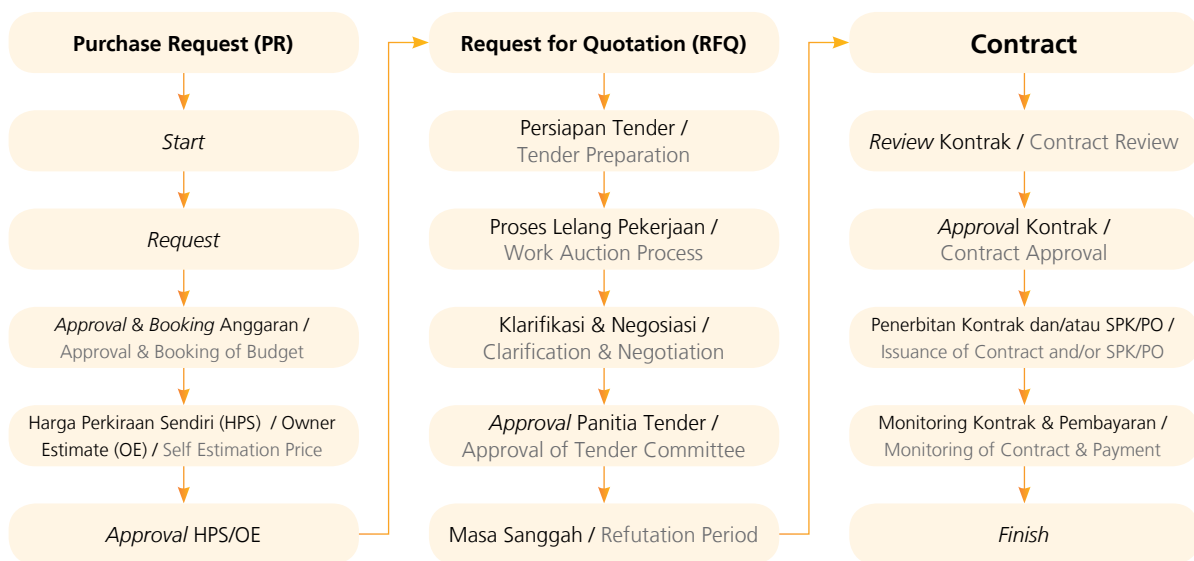 Purchase Request (PR)
Start
Request
Approval & Booking Anggaran /
Approval & Booking of Budget
Harga Perkiraan Sendiri (HPS) / Owner
Estimate (OE) / Self Estimation Price
Approval HPS/OE
Request for Quotation (RFQ)
Persiapan Tender /
Tender Preparation
Proses Lelang Pekerjaan /
Work Auction Process
Klarifikasi & Negosiasi /
Clarification & Negotiation
Approval Panitia Tender /
Approval of Tender Committee
Masa Sanggah / Refutation Period
Contract
Review Kontrak / Contract Review
Approval Kontrak /
Contract Approval
Penerbitan Kontrak dan/atau SPK/PO /
Issuance of Contract and/or SPK/PO
Monitoring Kontrak & Pembayaran /
Monitoring of Contract & Payment
Finish